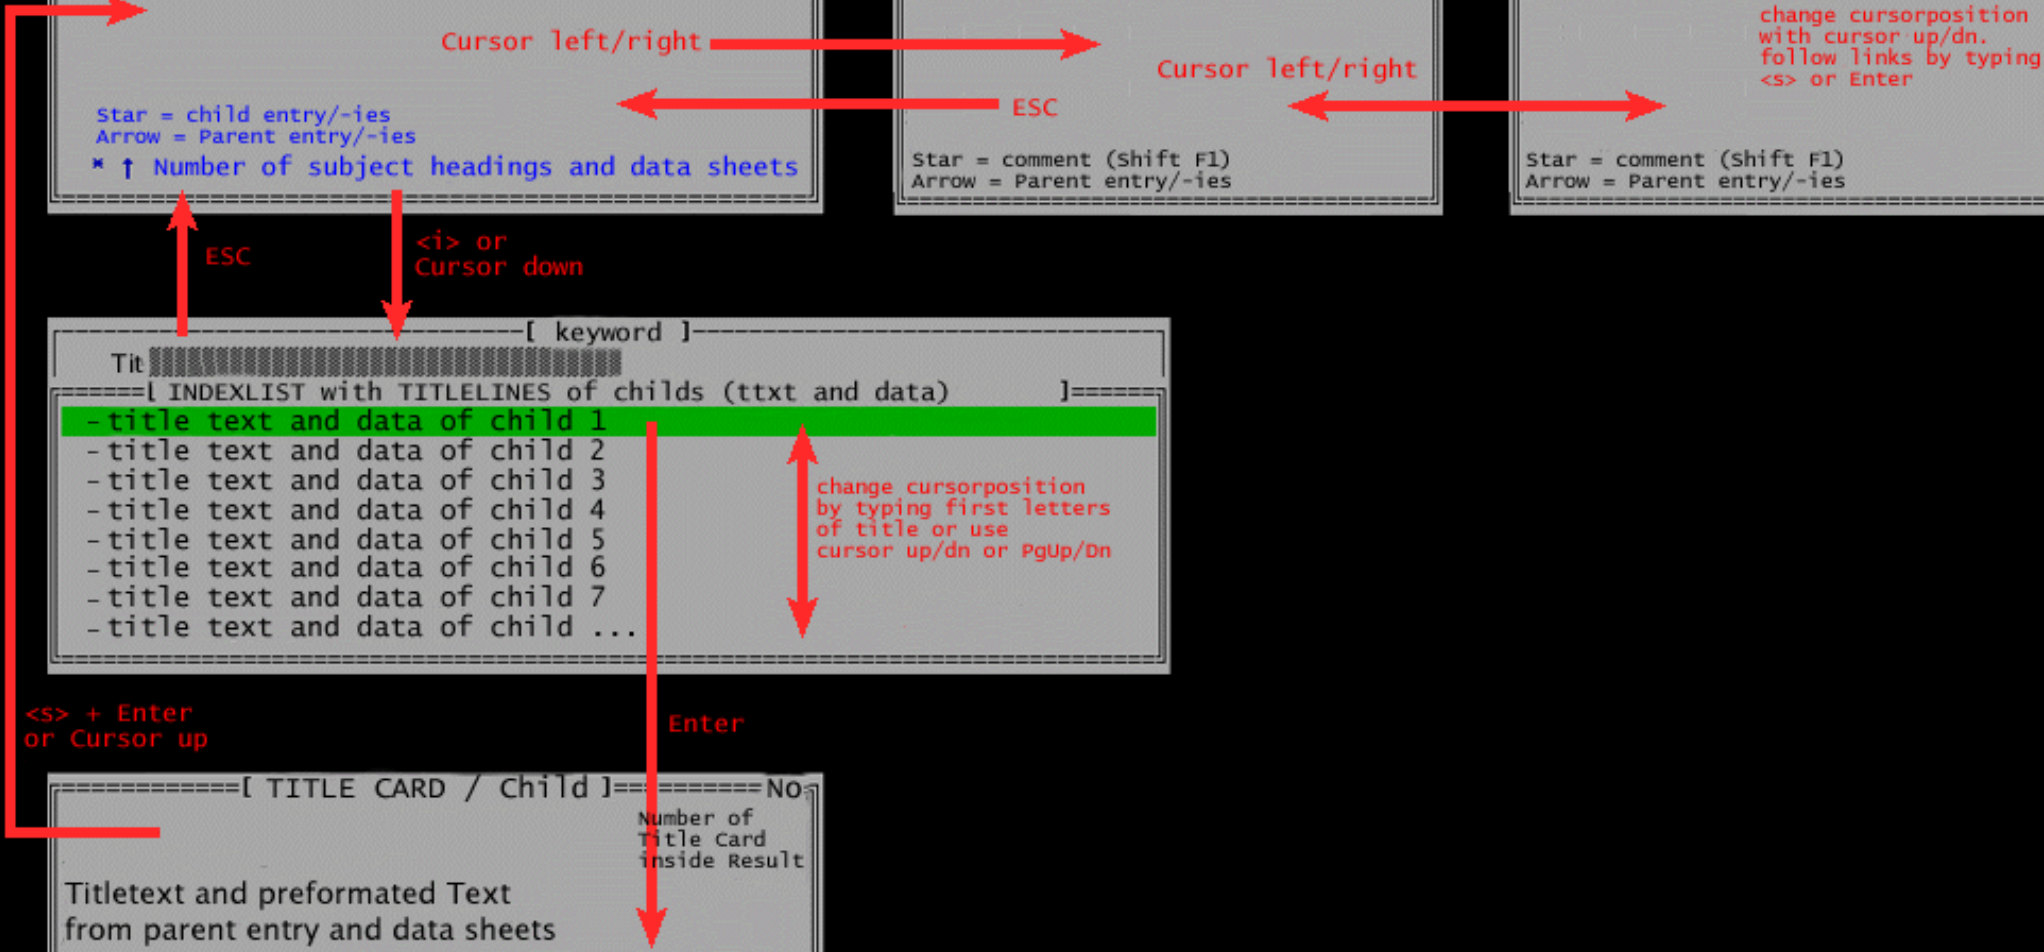 Cursor left/right
ESC
Star = child entry/-ies
Arrow = Parent entry/-ies
* ↑ Number of subject headings and data sheets
Cursor left/right
Star = comment (Shift F1)
Arrow = Parent entry/-ies
change cursorposition
with cursor up/dn.
follow links by typing
<s> or Enter
Star = comment (Shift F1)
Arrow = Parent entry/-ies
ESC
<i> or
Cursor down
[ keyword ]
Tit
[ INDEXLIST with TITLELINES of childs (ttxt and data) ]
- title text and data of child 1
- title text and data of child 2
- title text and data of child 3
- title text and data of child 4
- title text and data of child 5
- title text and data of child 6
- title text and data of child 7
- title text and data of child ...
change cursorposition
by typing first letters
of title or use
cursor up/dn or PgUp/Dn
<s> + Enter
or Cursor up
Enter
[ TITLE CARD / Child ] No
Number of
Title Card
inside Result
Titletext and preformated Text
from parent entry and data sheets